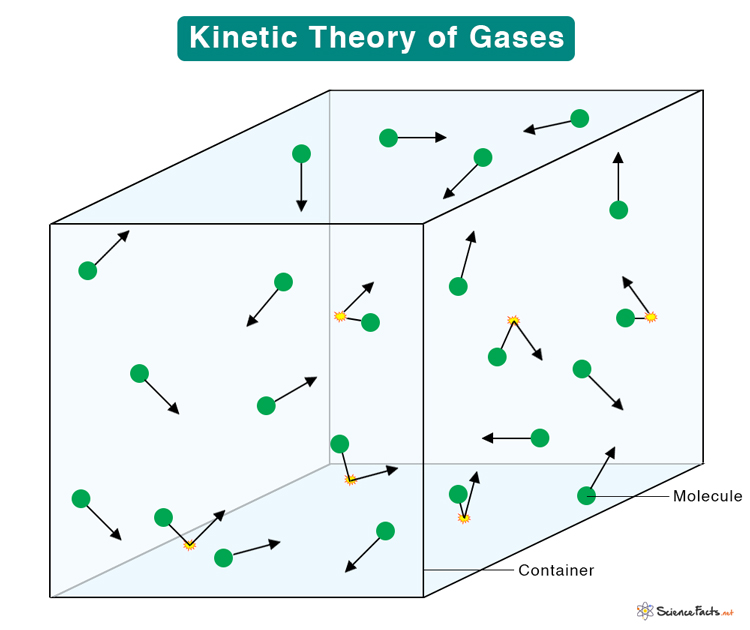 Kinetic Theory of Gases
Molecule
Container
ScienceFacts.net